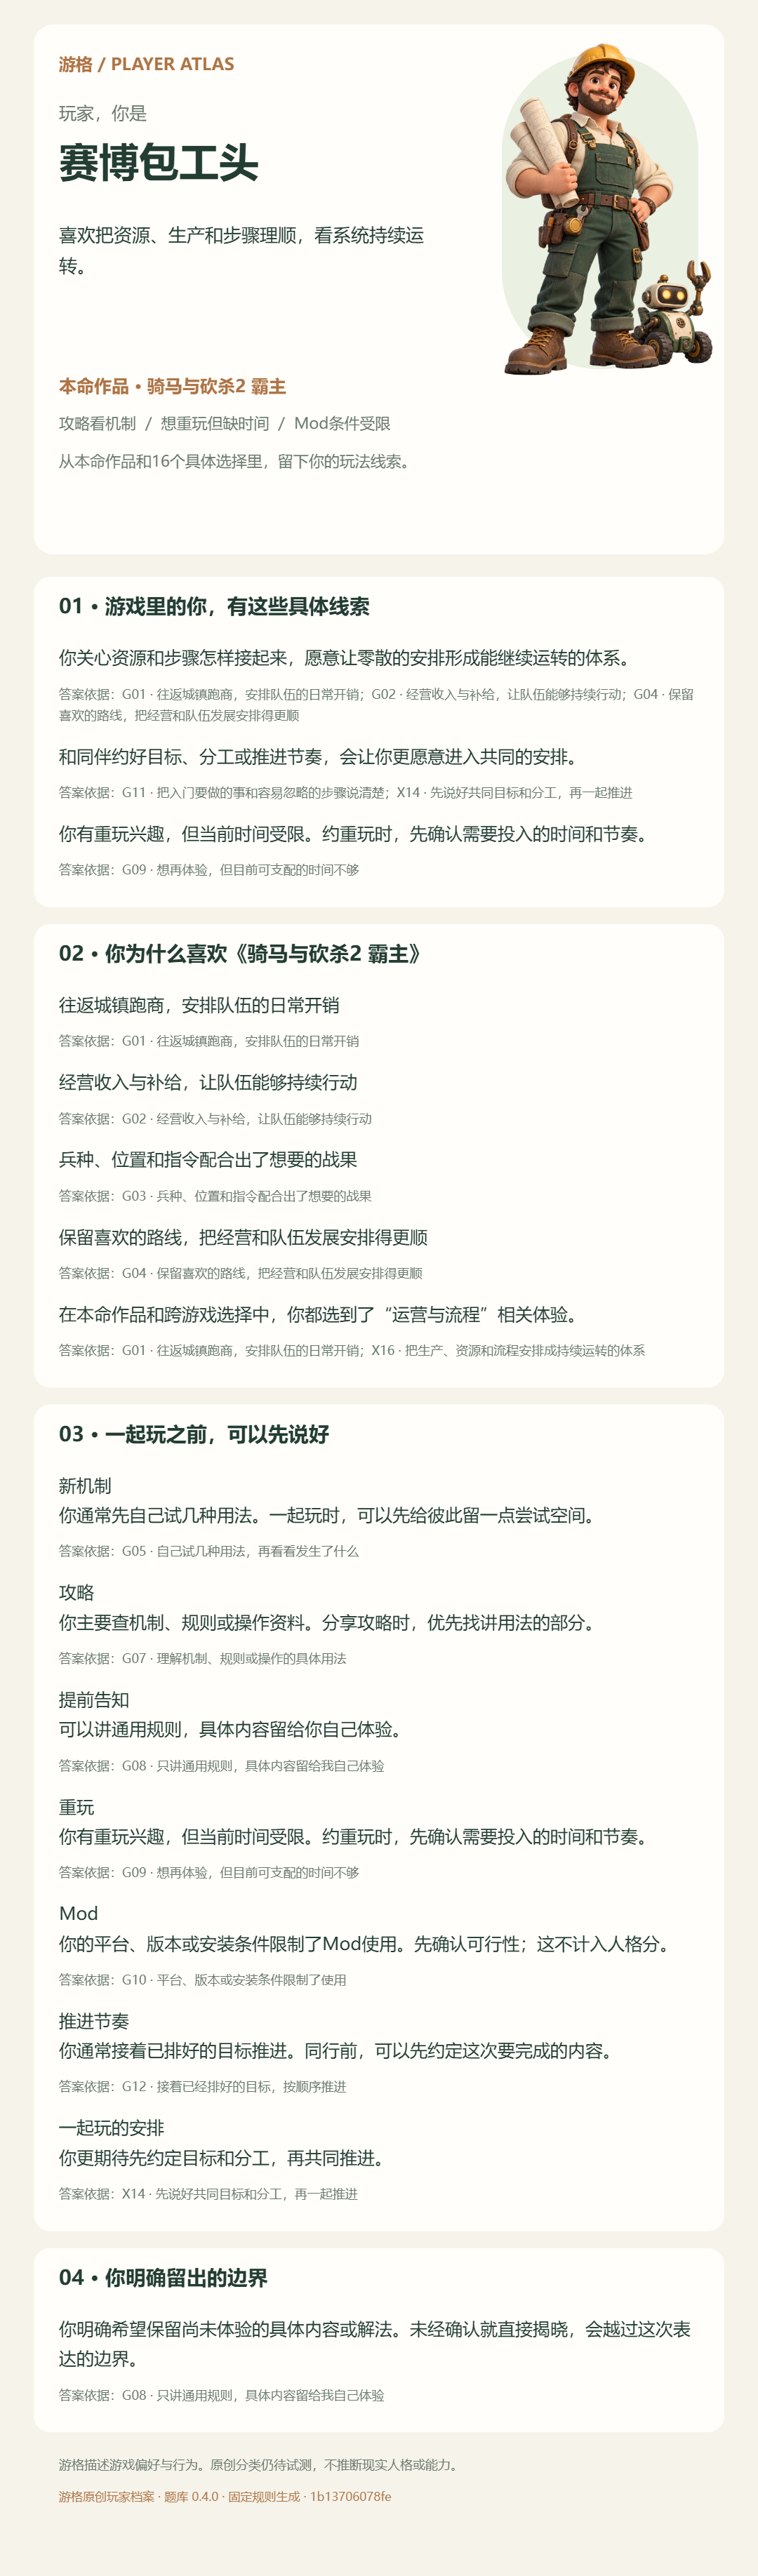 游格 / PLAYER ATLAS
玩家，你是
赛博包工头
喜欢把资源、生产和步骤理顺，看系统持续运
转。
本命作品 • 骑马与砍杀2 霸主
攻略看机制 / 想重玩但缺时间 / Mod条件受限
从本命作品和16个具体选择里，留下你的玩法线索。
01 • 游戏里的你，有这些具体线索
你关心资源和步骤怎样接起来，愿意让零散的安排形成能继续运转的体系。
答案依据：G01 · 往返城镇跑商，安排队伍的日常开销；G02 · 经营收入与补给，让队伍能够持续行动；G04 · 保留
喜欢的路线，把经营和队伍发展安排得更顺
和同伴约好目标、分工或推进节奏，会让你更愿意进入共同的安排。
答案依据：G11 · 把入门要做的事和容易忽略的步骤说清楚；X14 · 先说好共同目标和分工，再一起推进
你有重玩兴趣，但当前时间受限。约重玩时，先确认需要投入的时间和节奏。
答案依据：G09 · 想再体验，但目前可支配的时间不够
02 • 你为什么喜欢《骑马与砍杀2 霸主》
往返城镇跑商，安排队伍的日常开销
答案依据：G01 · 往返城镇跑商，安排队伍的日常开销
经营收入与补给，让队伍能够持续行动
答案依据：G02 · 经营收入与补给，让队伍能够持续行动
兵种、位置和指令配合出了想要的战果
答案依据：G03 · 兵种、位置和指令配合出了想要的战果
保留喜欢的路线，把经营和队伍发展安排得更顺
答案依据：G04 · 保留喜欢的路线，把经营和队伍发展安排得更顺
在本命作品和跨游戏选择中，你都选到了“运营与流程”相关体验。
答案依据：G01 · 往返城镇跑商，安排队伍的日常开销；X16 · 把生产、资源和流程安排成持续运转的体系
03 • 一起玩之前，可以先说好
新机制
你通常先自己试几种用法。一起玩时，可以先给彼此留一点尝试空间。
答案依据：G05 · 自己试几种用法，再看看发生了什么
攻略
你主要查机制、规则或操作资料。分享攻略时，优先找讲用法的部分。
答案依据：G07 · 理解机制、规则或操作的具体用法
提前告知
可以讲通用规则，具体内容留给你自己体验。
答案依据：G08 · 只讲通用规则，具体内容留给我自己体验
重玩
你有重玩兴趣，但当前时间受限。约重玩时，先确认需要投入的时间和节奏。
答案依据：G09 · 想再体验，但目前可支配的时间不够
Mod
你的平台、版本或安装条件限制了Mod使用。先确认可行性；这不计入人格分。
答案依据：G10 · 平台、版本或安装条件限制了使用
推进节奏
你通常接着已排好的目标推进。同行前，可以先约定这次要完成的内容。
答案依据：G12 · 接着已经排好的目标，按顺序推进
一起玩的安排
你更期待先约定目标和分工，再共同推进。
答案依据：X14 · 先说好共同目标和分工，再一起推进
04 • 你明确留出的边界
你明确希望保留尚未体验的具体内容或解法。未经确认就直接揭晓，会越过这次表
达的边界。
答案依据：G08 · 只讲通用规则，具体内容留给我自己体验
游格描述游戏偏好与行为。原创分类仍待试测，不推断现实人格或能力。
游格原创玩家档案 · 题库 0.4.0 · 固定规则生成 · 1b13706078fe